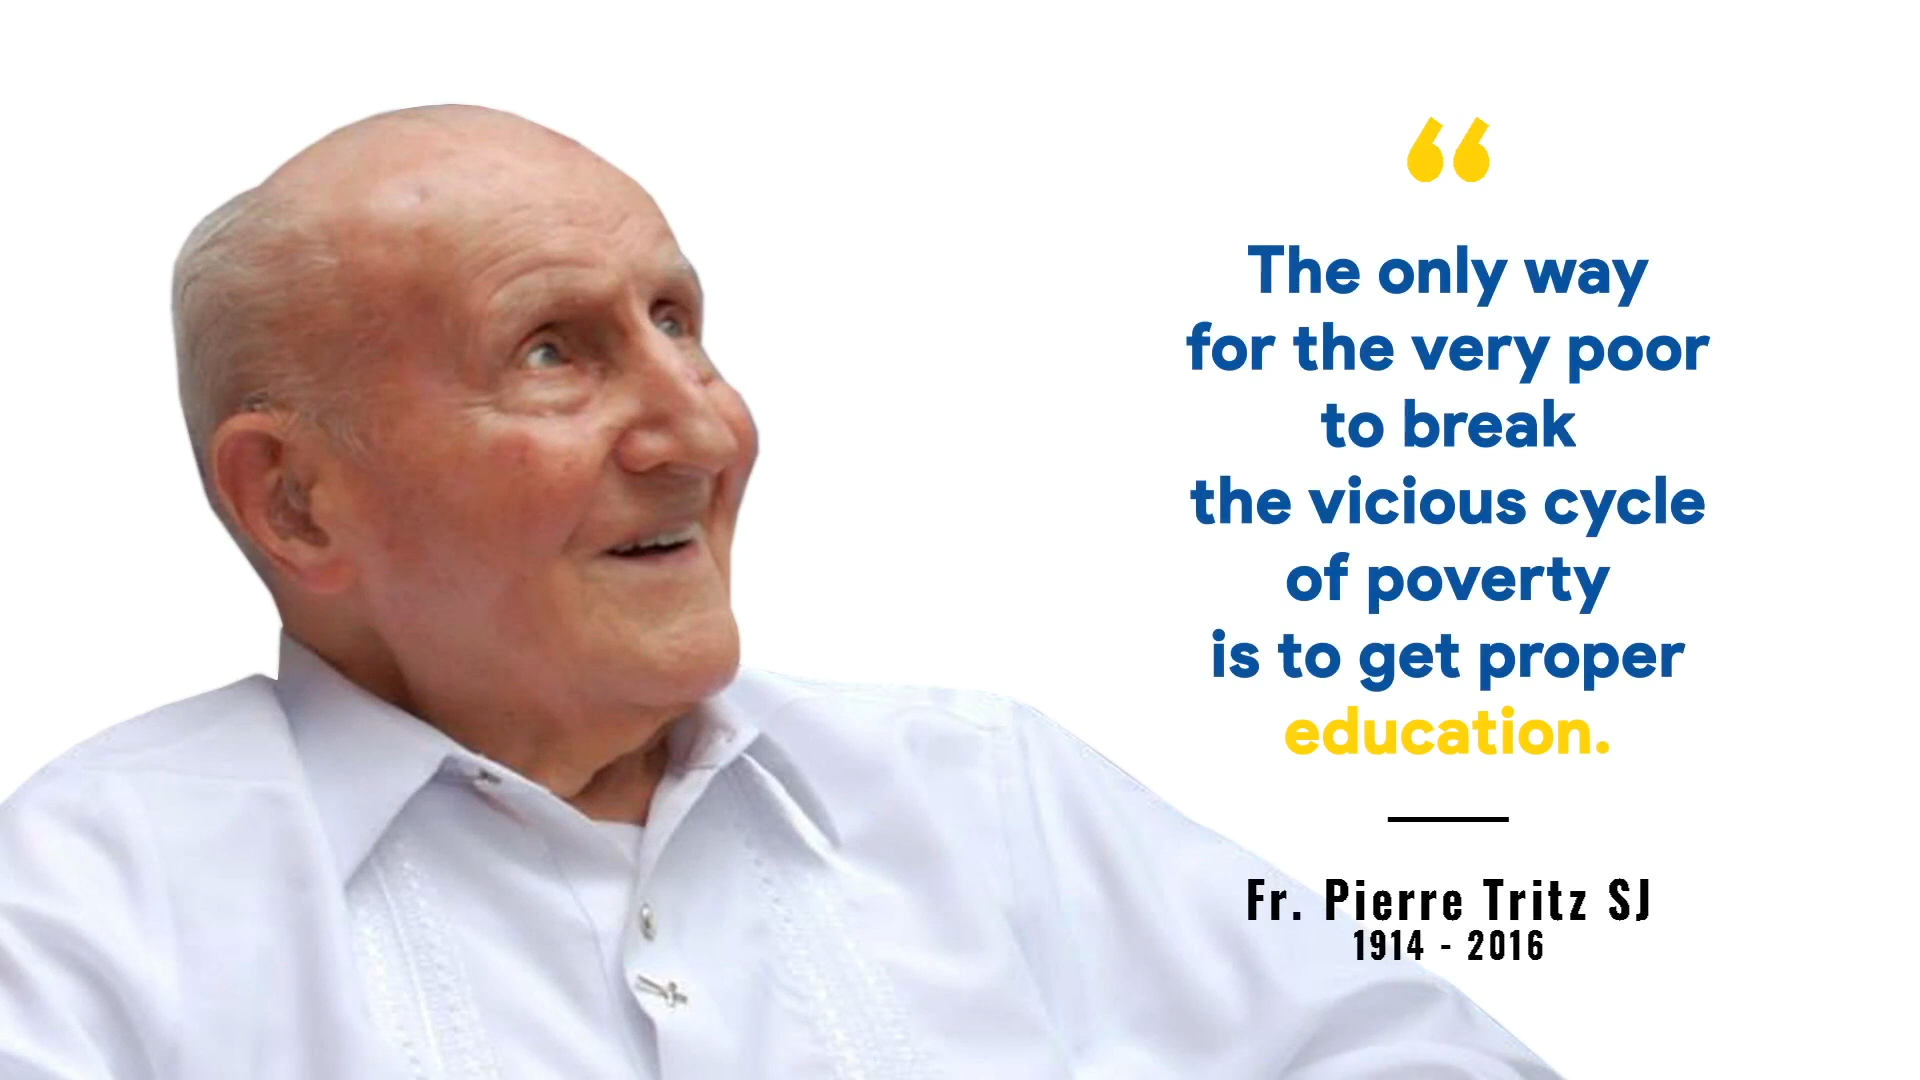 “
The only way
for the very poor
to break
the vicious cycle
of poverty
is to get proper
education.
Fr. Pierre Tritz SJ
1914 - 2016